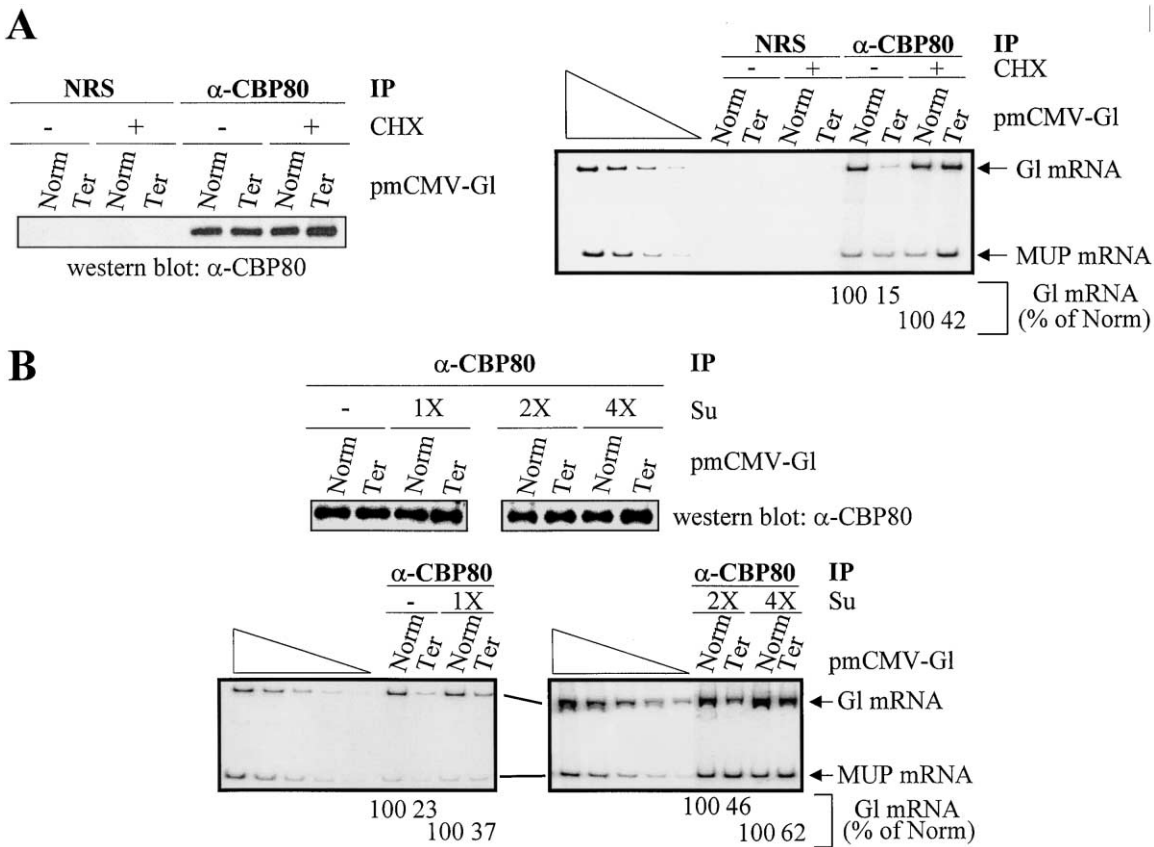 A
NRS α-CBP80 IP
- + - + CHX
Norm Ter Norm Ter Norm Ter Norm Ter pmCMV-Gl
western blot: α-CBP80
NRS α-CBP80 IP
- + - + CHX
Norm Ter Norm Ter Norm Ter Norm Ter pmCMV-Gl
Gl mRNA
MUP mRNA
100 15 Gl mRNA
100 42 (% of Norm)
B
α-CBP80 IP
- 1X 2X 4X Su
Norm Ter Norm Ter Norm Ter Norm Ter pmCMV-Gl
western blot: α-CBP80
α-CBP80 α-CBP80 IP
- 1X 2X 4X Su
Norm Ter Norm Ter Norm Ter Norm Ter pmCMV-Gl
Gl mRNA
MUP mRNA
100 23 100 46 Gl mRNA
100 37 100 62 (% of Norm)